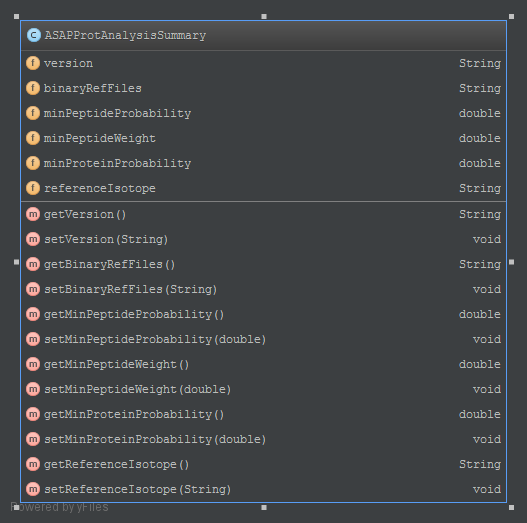 C ASAPProtAnalysisSummary
f version String
f binaryRefFiles String
f minPeptideProbability double
f minPeptideWeight double
f minProteinProbability double
f referenceIsotope String
m getVersion() String
m setVersion(String) void
m getBinaryRefFiles() String
m setBinaryRefFiles(String) void
m getMinPeptideProbability() double
m setMinPeptideProbability(double) void
m getMinPeptideWeight() double
m setMinPeptideWeight(double) void
m getMinProteinProbability() double
m setMinProteinProbability(double) void
m getReferenceIsotope() String
m setReferenceIsotope(String) void
Powered by yFiles